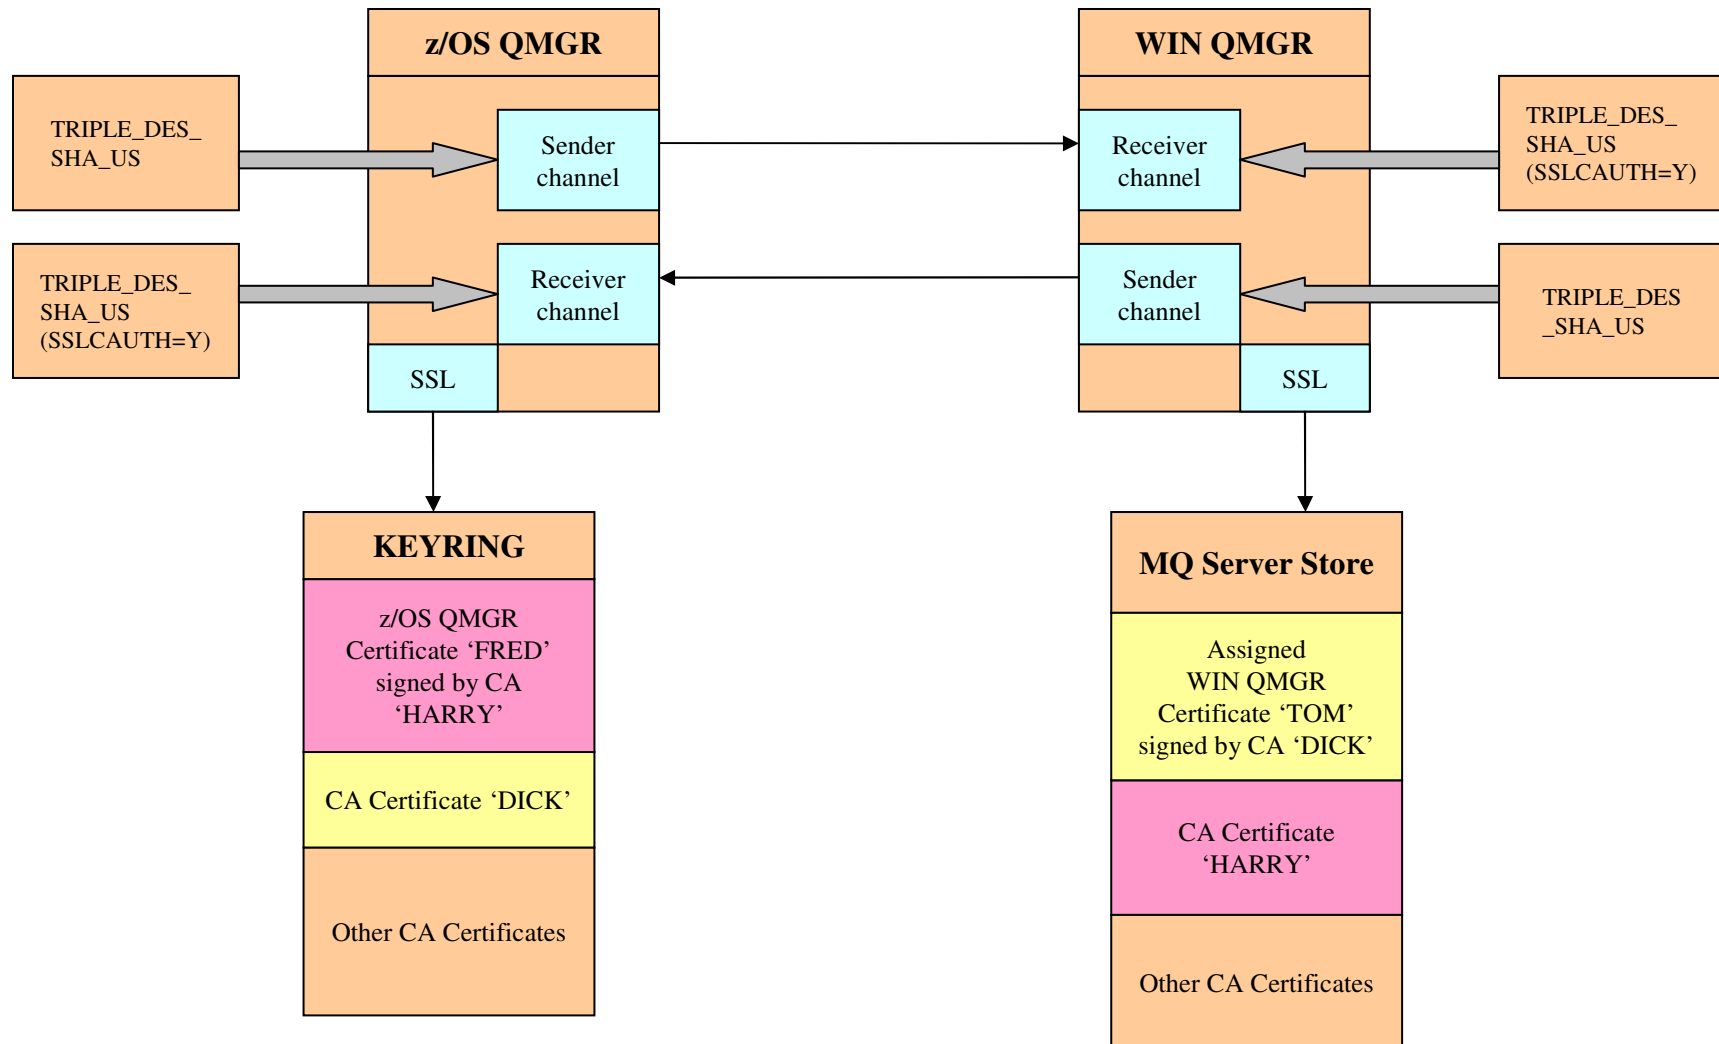 z/OS QMGR
WIN QMGR
TRIPLE_DES_
SHA_US
Sender
channel
Receiver
channel
TRIPLE_DES_
SHA_US
(SSLCAUTH=Y)
TRIPLE_DES_
SHA_US
(SSLCAUTH=Y)
Receiver
channel
Sender
channel
TRIPLE_DES
_SHA_US
SSL
SSL
KEYRING
z/OS QMGR
Certificate ‘FRED’
signed by CA
‘HARRY’
CA Certificate ‘DICK’
Other CA Certificates
MQ Server Store
Assigned
WIN QMGR
Certificate ‘TOM’
signed by CA ‘DICK’
CA Certificate
‘HARRY’
Other CA Certificates